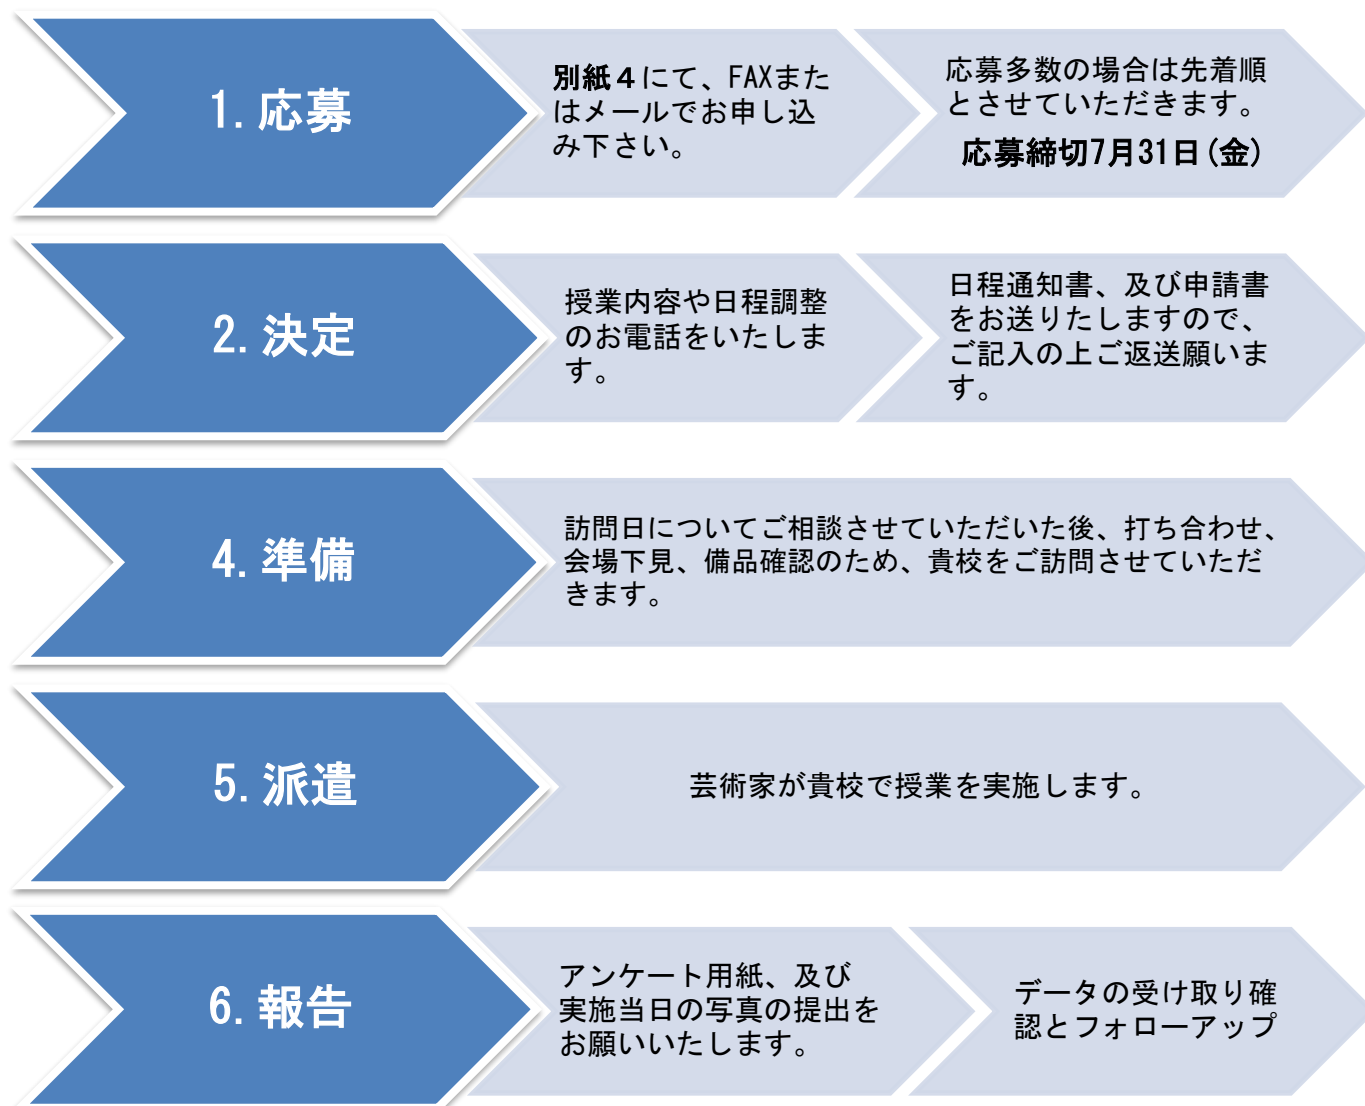 1. 応募
別紙４にて、FAXまた
はメールでお申し込
み下さい。
応募多数の場合は先着順
とさせていただきます。
応募締切7月31日(金)
2. 決定
授業内容や日程調整
のお電話をいたしま
す。
日程通知書、及び申請書
をお送りたしますので、
ご記入の上ご返送願いま
す。
4. 準備
訪問日についてご相談させていただいた後、打ち合わせ、
会場下見、備品確認のため、貴校をご訪問させていただ
きます。
5. 派遣
芸術家が貴校で授業を実施します。
6. 報告
アンケート用紙、及び
実施当日の写真の提出を
お願いいたします。
データの受け取り確
認とフォローアップ